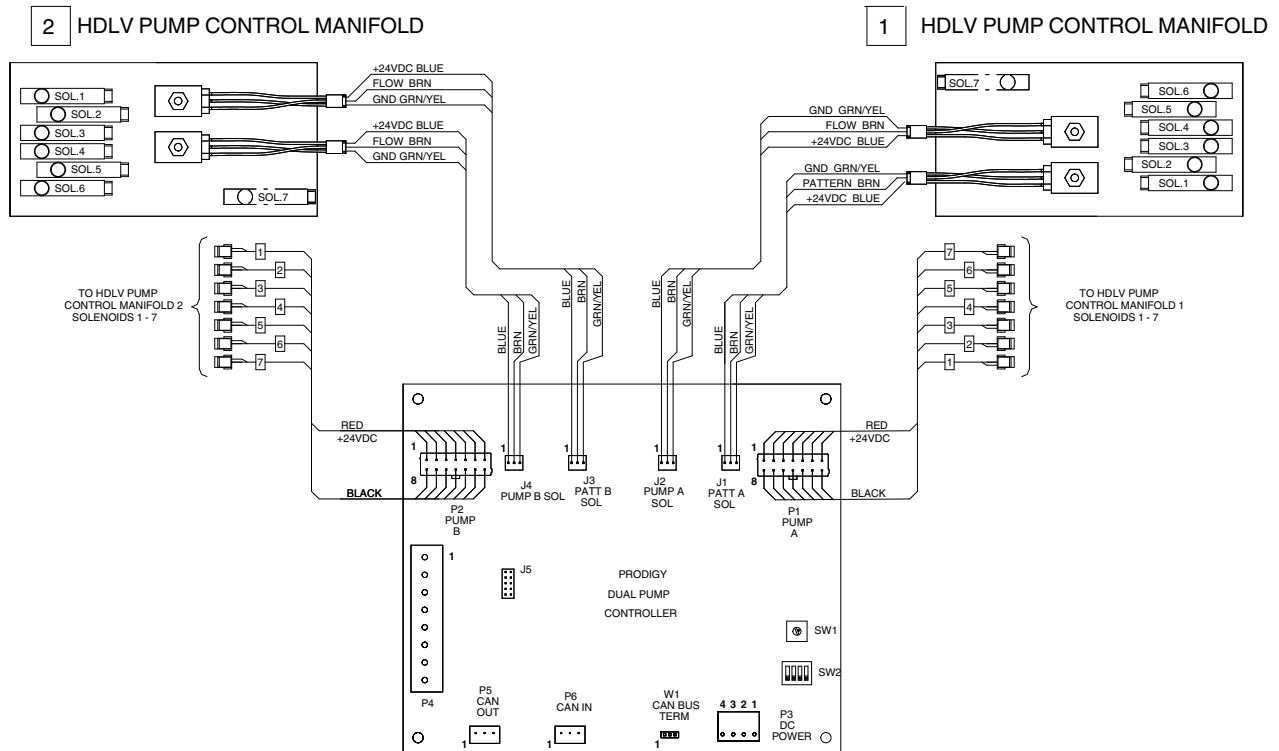 2 HDLV PUMP CONTROL MANIFOLD
1 HDLV PUMP CONTROL MANIFOLD
SOL.1
SOL.2
SOL.3
SOL.4
SOL.5
SOL.6
SOL.7
+24VDC BLUE
FLOW BRN
GND GRN/YEL
+24VDC BLUE
FLOW BRN
GND GRN/YEL
GND GRN/YEL
FLOW BRN
+24VDC BLUE
GND GRN/YEL
PATTERN BRN
+24VDC BLUE
SOL.7
SOL.6
SOL.5
SOL.4
SOL.3
SOL.2
SOL.1
TO HDLV PUMP
CONTROL MANIFOLD 2
SOLENOIDS 1 - 7
1
2
3
4
5
6
7
BLUE
BRN
GRN/YEL
BLUE
BRN
GRN/YEL
BLUE
BRN
GRN/YEL
BLUE
BRN
GRN/YEL
7
6
5
4
3
2
1
TO HDLV PUMP
CONTROL MANIFOLD 1
SOLENOIDS 1 - 7
RED
+24VDC
BLACK
1
8
P2
PUMP
B
1
J4
PUMP B SOL
1
J3
PATT B
SOL
1
J2
PUMP A
SOL
1
J1
PATT A
SOL
1
8
P1
PUMP
A
RED
+24VDC
BLACK
1
P4
J5
PRODIGY
DUAL PUMP
CONTROLLER
SW1
SW2
P5
CAN
OUT
1
P6
CAN IN
1
W1
CAN BUS
TERM
1
4 3 2 1
P3
DC
POWER